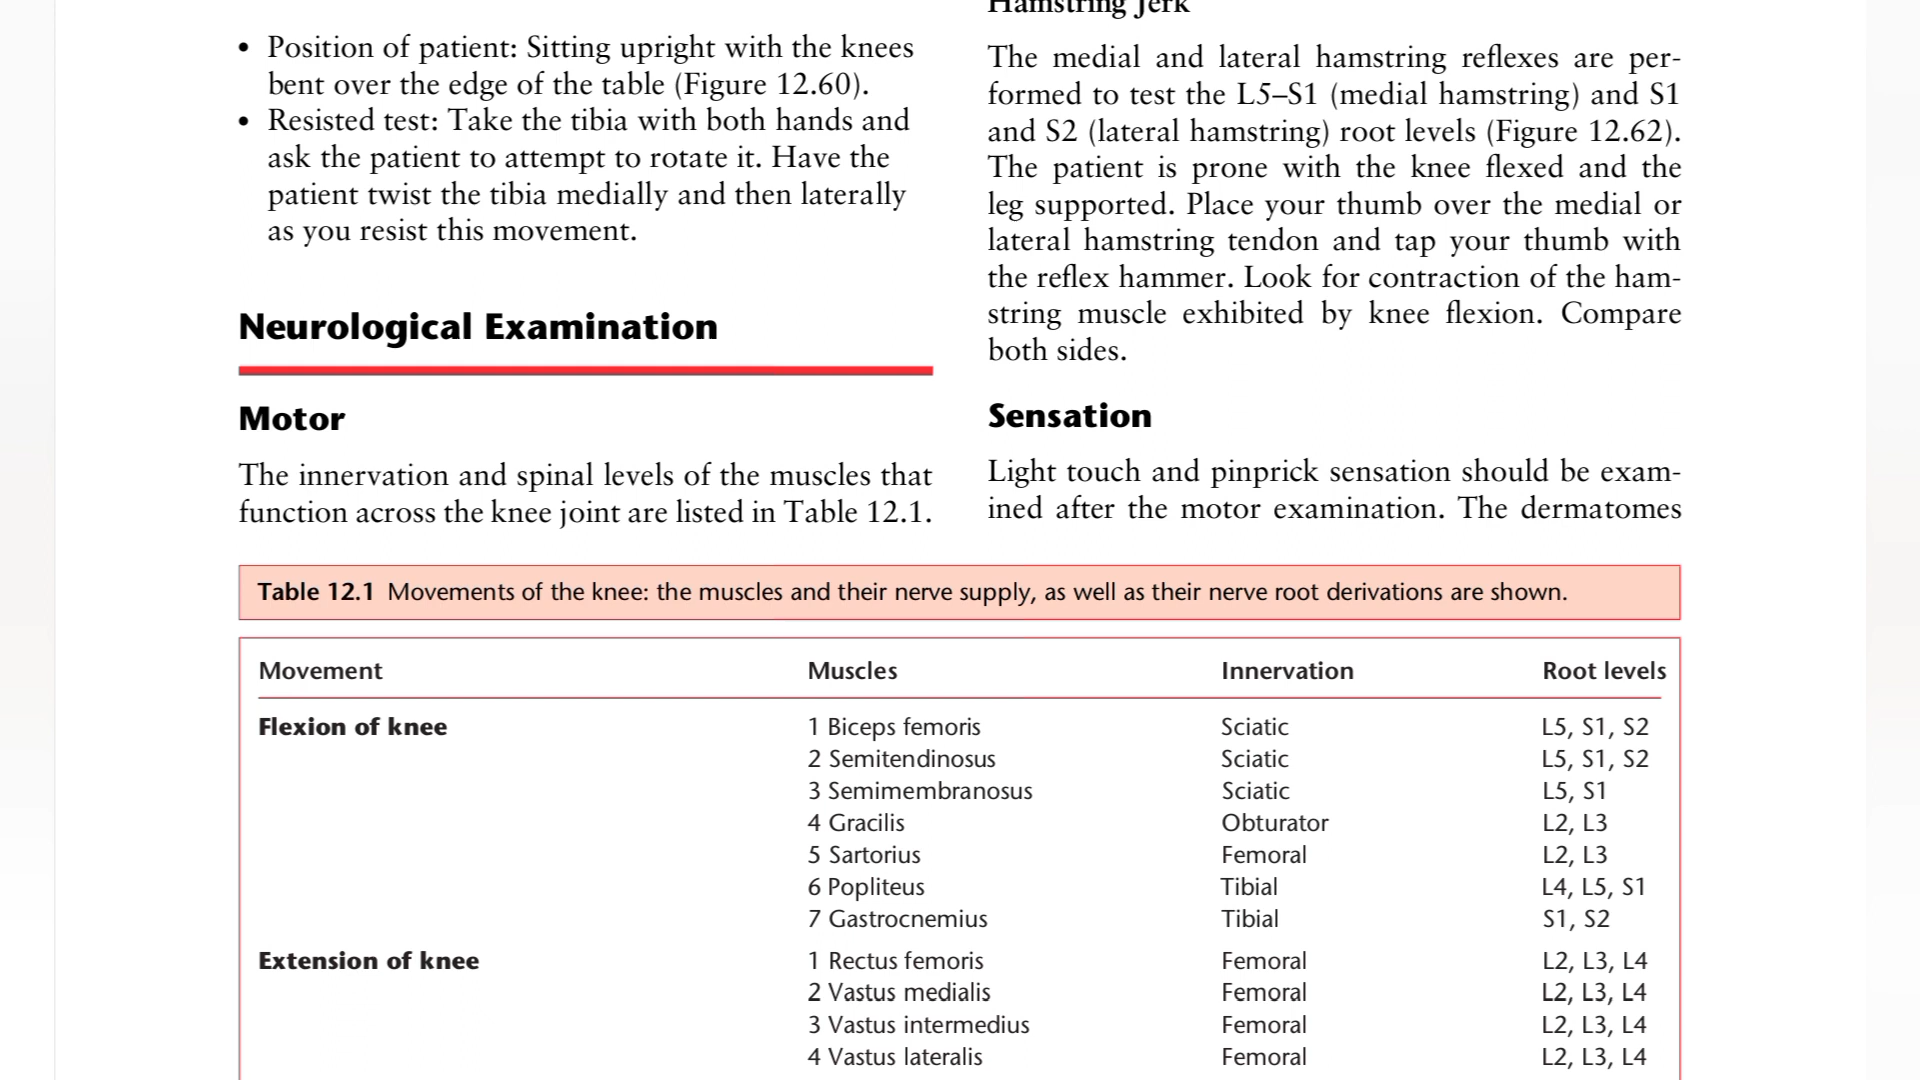 • Position of patient: Sitting upright with the knees
bent over the edge of the table (Figure 12.60).
• Resisted test: Take the tibia with both hands and
ask the patient to attempt to rotate it. Have the
patient twist the tibia medially and then laterally
as you resist this movement.
Neurological Examination
Motor
The innervation and spinal levels of the muscles that
function across the knee joint are listed in Table 12.1.
Hamstring Jerk
The medial and lateral hamstring reflexes are per-
formed to test the L5–S1 (medial hamstring) and S1
and S2 (lateral hamstring) root levels (Figure 12.62).
The patient is prone with the knee flexed and the
leg supported. Place your thumb over the medial or
lateral hamstring tendon and tap your thumb with
the reflex hammer. Look for contraction of the ham-
string muscle exhibited by knee flexion. Compare
both sides.
Sensation
Light touch and pinprick sensation should be exam-
ined after the motor examination. The dermatomes
Table 12.1 Movements of the knee: the muscles and their nerve supply, as well as their nerve root derivations are shown.
Movement Muscles Innervation Root levels
Flexion of knee 1 Biceps femoris Sciatic L5, S1, S2
2 Semitendinosus Sciatic L5, S1, S2
3 Semimembranosus Sciatic L5, S1
4 Gracilis Obturator L2, L3
5 Sartorius Femoral L2, L3
6 Popliteus Tibial L4, L5, S1
7 Gastrocnemius Tibial S1, S2
Extension of knee 1 Rectus femoris Femoral L2, L3, L4
2 Vastus medialis Femoral L2, L3, L4
3 Vastus intermedius Femoral L2, L3, L4
4 Vastus lateralis Femoral L2, L3, L4